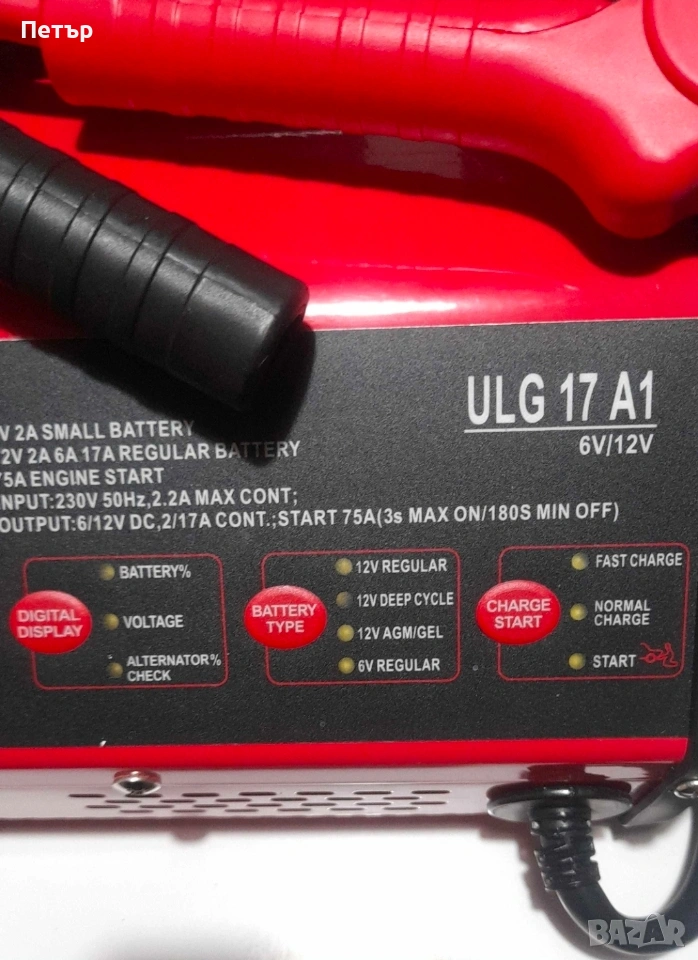 Петър
ULG 17 A1
6V/12V
V 2A SMALL BATTERY
2V 2A 6A 17A REGULAR BATTERY
75A ENGINE START
INPUT:230V 50Hz,2.2A MAX CONT;
OUTPUT:6/12V DC,2/17A CONT.;START 75A(3s MAX ON/180S MIN OFF)
DIGITAL
DISPLAY
BATTERY%
VOLTAGE
ALTERNATOR%
CHECK
BATTERY
TYPE
12V REGULAR
12V DEEP CYCLE
12V AGM/GEL
6V REGULAR
CHARGE
START
FAST CHARGE
NORMAL
CHARGE
START
BAZAR